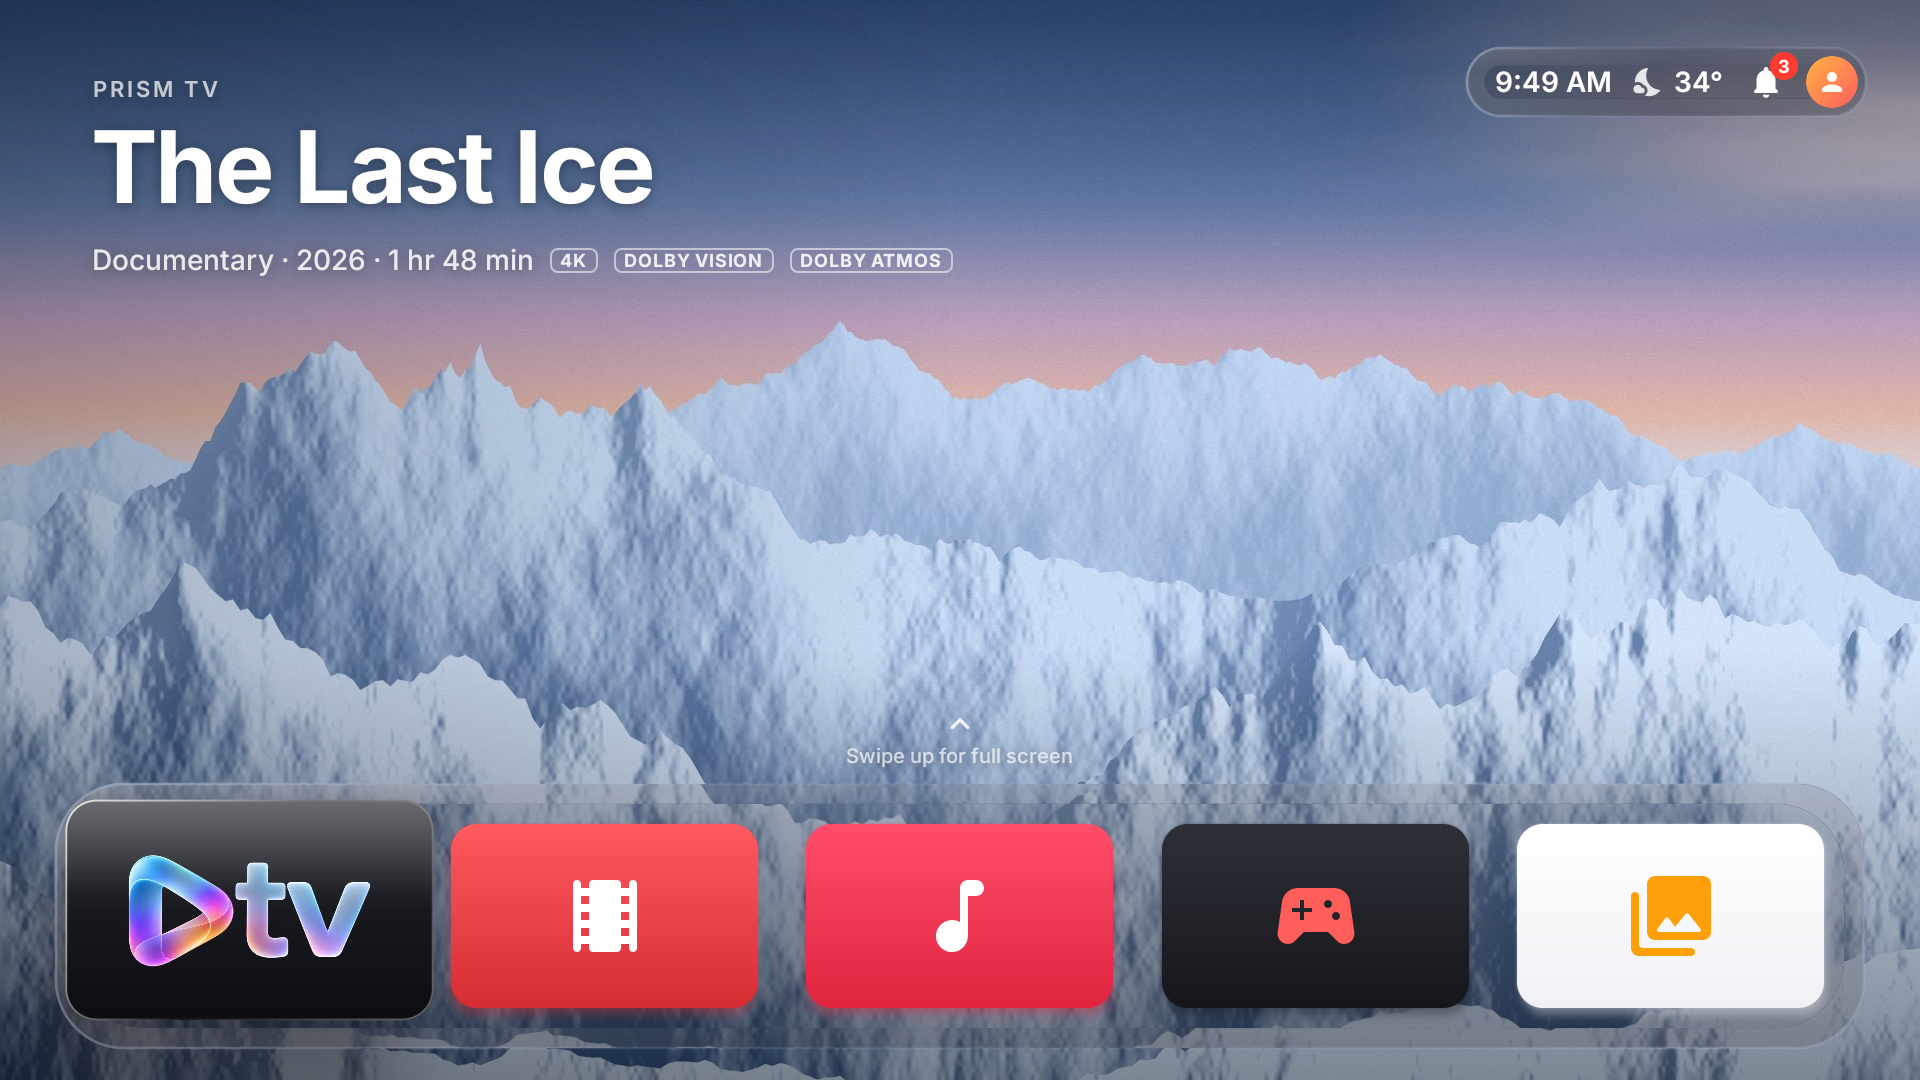 PRISM TV
The Last Ice
Documentary · 2026 · 1 hr 48 min 4K DOLBY VISION DOLBY ATMOS
9:49 AM 34° 3
Swipe up for full screen
tv